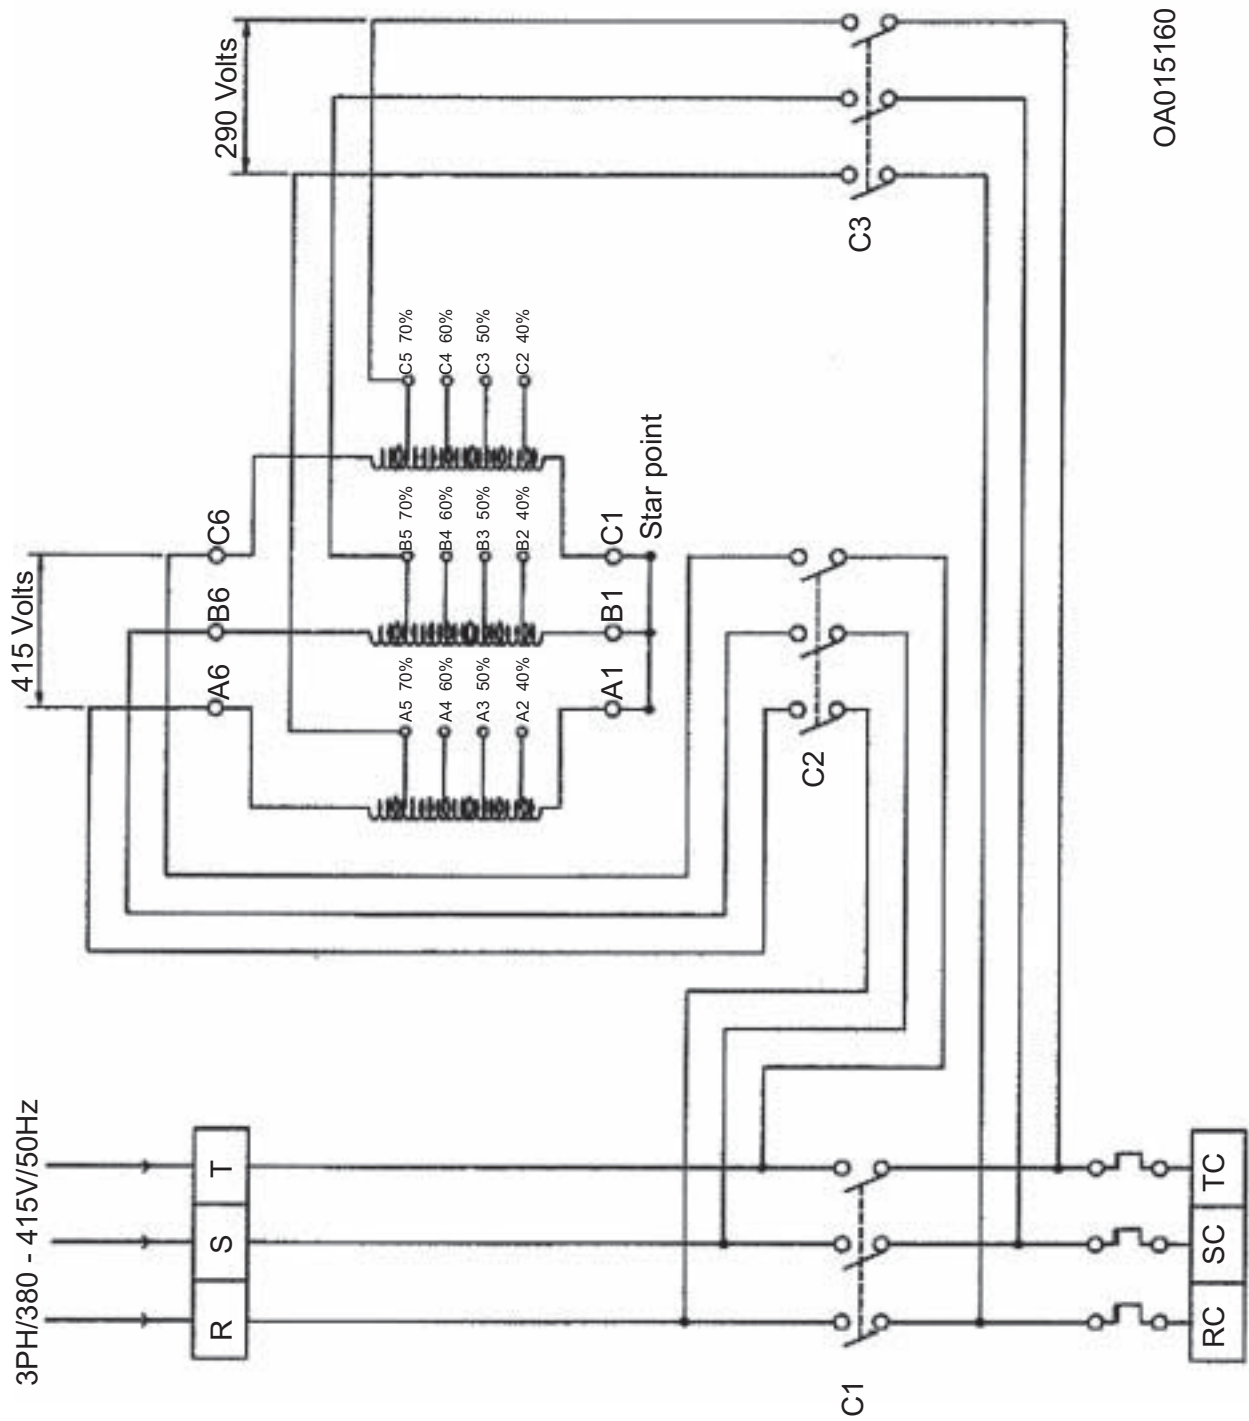 3PH/380 - 415V/50Hz
R
S
T
415 Volts
A6
B6
C6
290 Volts
A5 70%
A4 60%
A3 50%
A2 40%
B5 70%
B4 60%
B3 50%
B2 40%
C5 70%
C4 60%
C3 50%
C2 40%
A1
B1
C1
Star point
C1
C2
C3
RC
SC
TC
OA015160